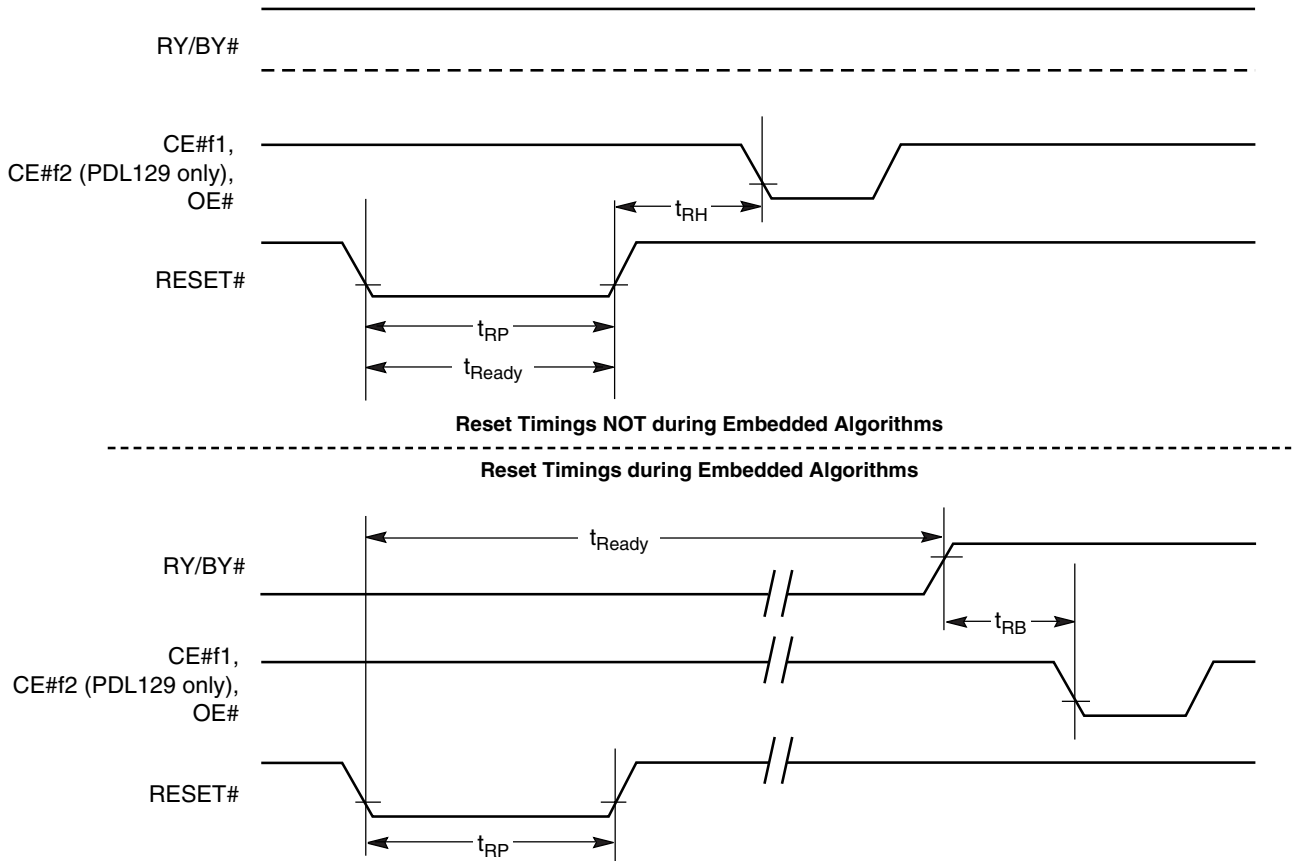 RY/BY#
CE#f1,
CE#f2 (PDL129 only),
OE#
tRH
RESET#
tRP
tReady
Reset Timings NOT during Embedded Algorithms
Reset Timings during Embedded Algorithms
tReady
RY/BY#
tRB
CE#f1,
CE#f2 (PDL129 only),
OE#
RESET#
tRP